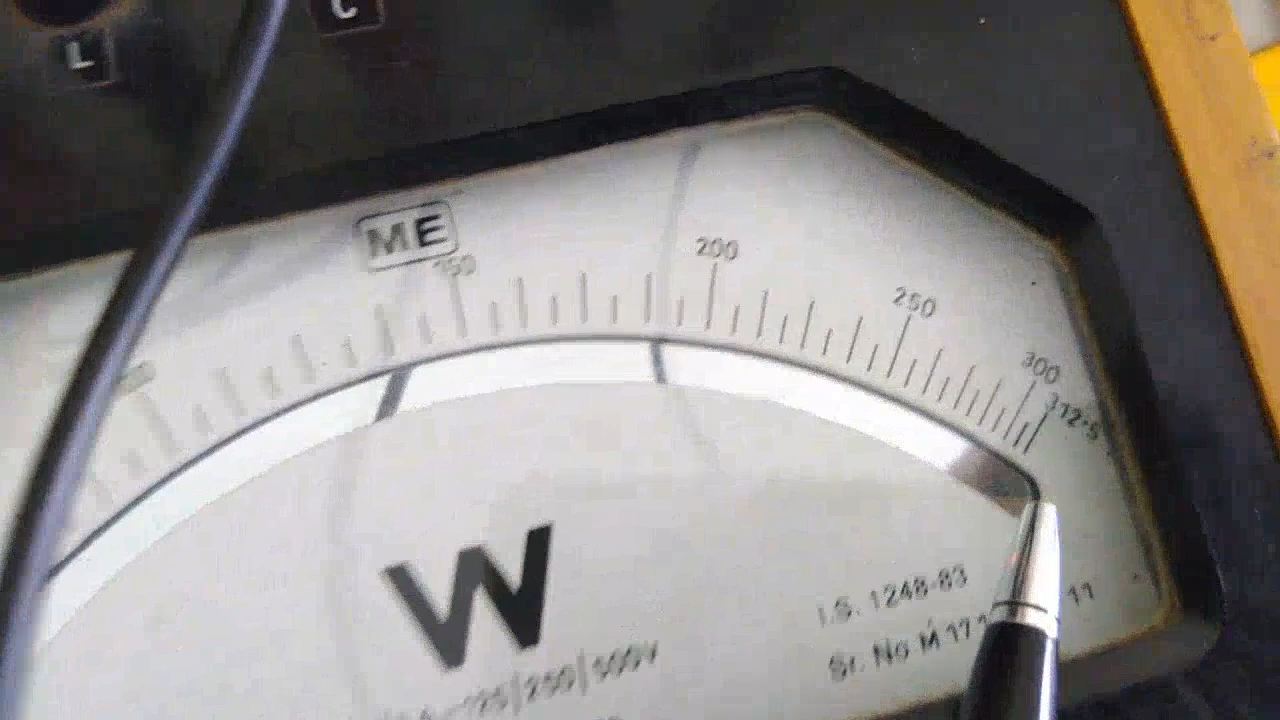 L
C
ME
150
200
250
300
312·5
W
125/250/500V
I.S. 1248-83
Sr. No M 171
11